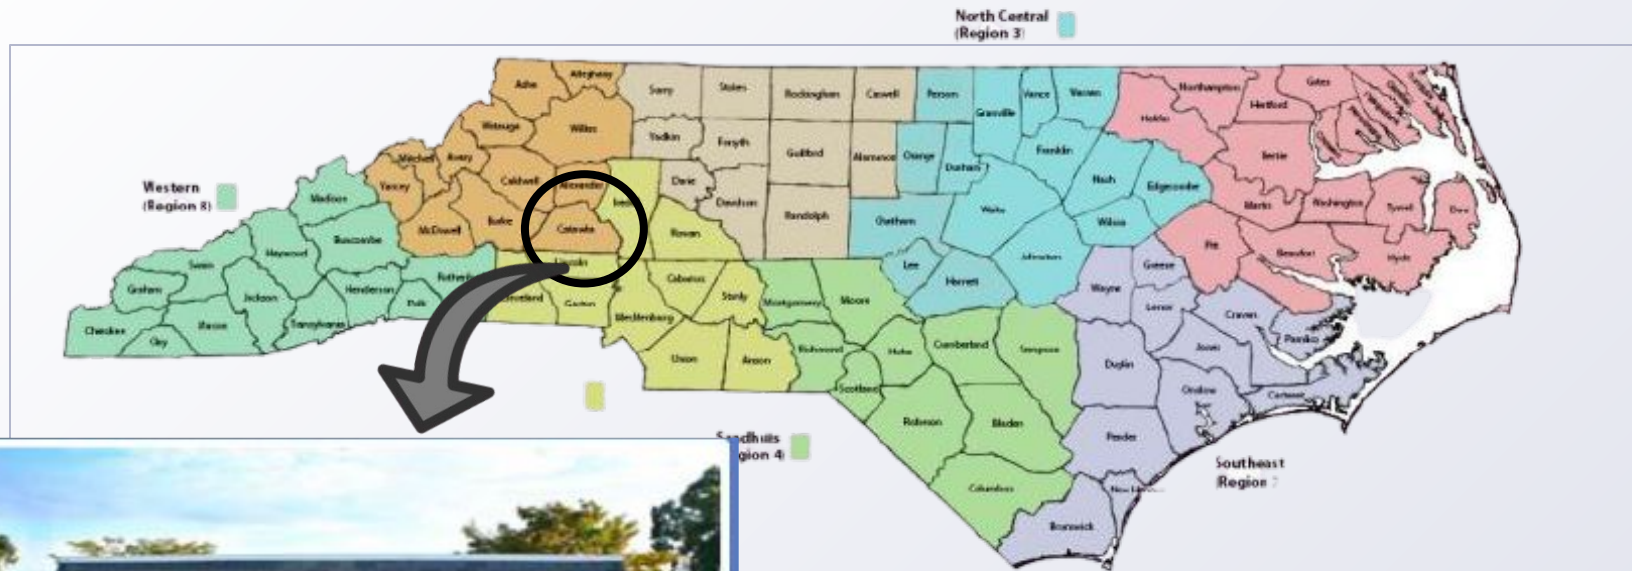 North Central
(Region 3)
Western
(Region 8)
Ashe
Alleghany
Surry
Stokes
Rockingham
Caswell
Person
Granville
Vance
Warren
Northampton
Gates
Hertford
Halifax
Watauga
Wilkes
Yadkin
Forsyth
Guilford
Alamance
Orange
Durham
Franklin
Nash
Edgecombe
Bertie
Mitchell
Avery
Yancey
Caldwell
Alexander
Davie
Davidson
Randolph
Chatham
Wake
Wilson
Martin
Washington
Tyrrell
Dare
Madison
Buncombe
McDowell
Burke
Catawba
Rowan
Lee
Harnett
Johnston
Pitt
Beaufort
Hyde
Swain
Haywood
Graham
Jackson
Henderson
Polk
Lincoln
Gaston
Cabarrus
Stanly
Montgomery
Moore
Wayne
Greene
Lenoir
Craven
Pamlico
Cherokee
Clay
Macon
Transylvania
Mecklenburg
Union
Anson
Richmond
Hoke
Cumberland
Sampson
Duplin
Jones
Scotland
Onslow
Carteret
Robeson
Bladen
Pender
Columbus
Brunswick
Southeast
(Region